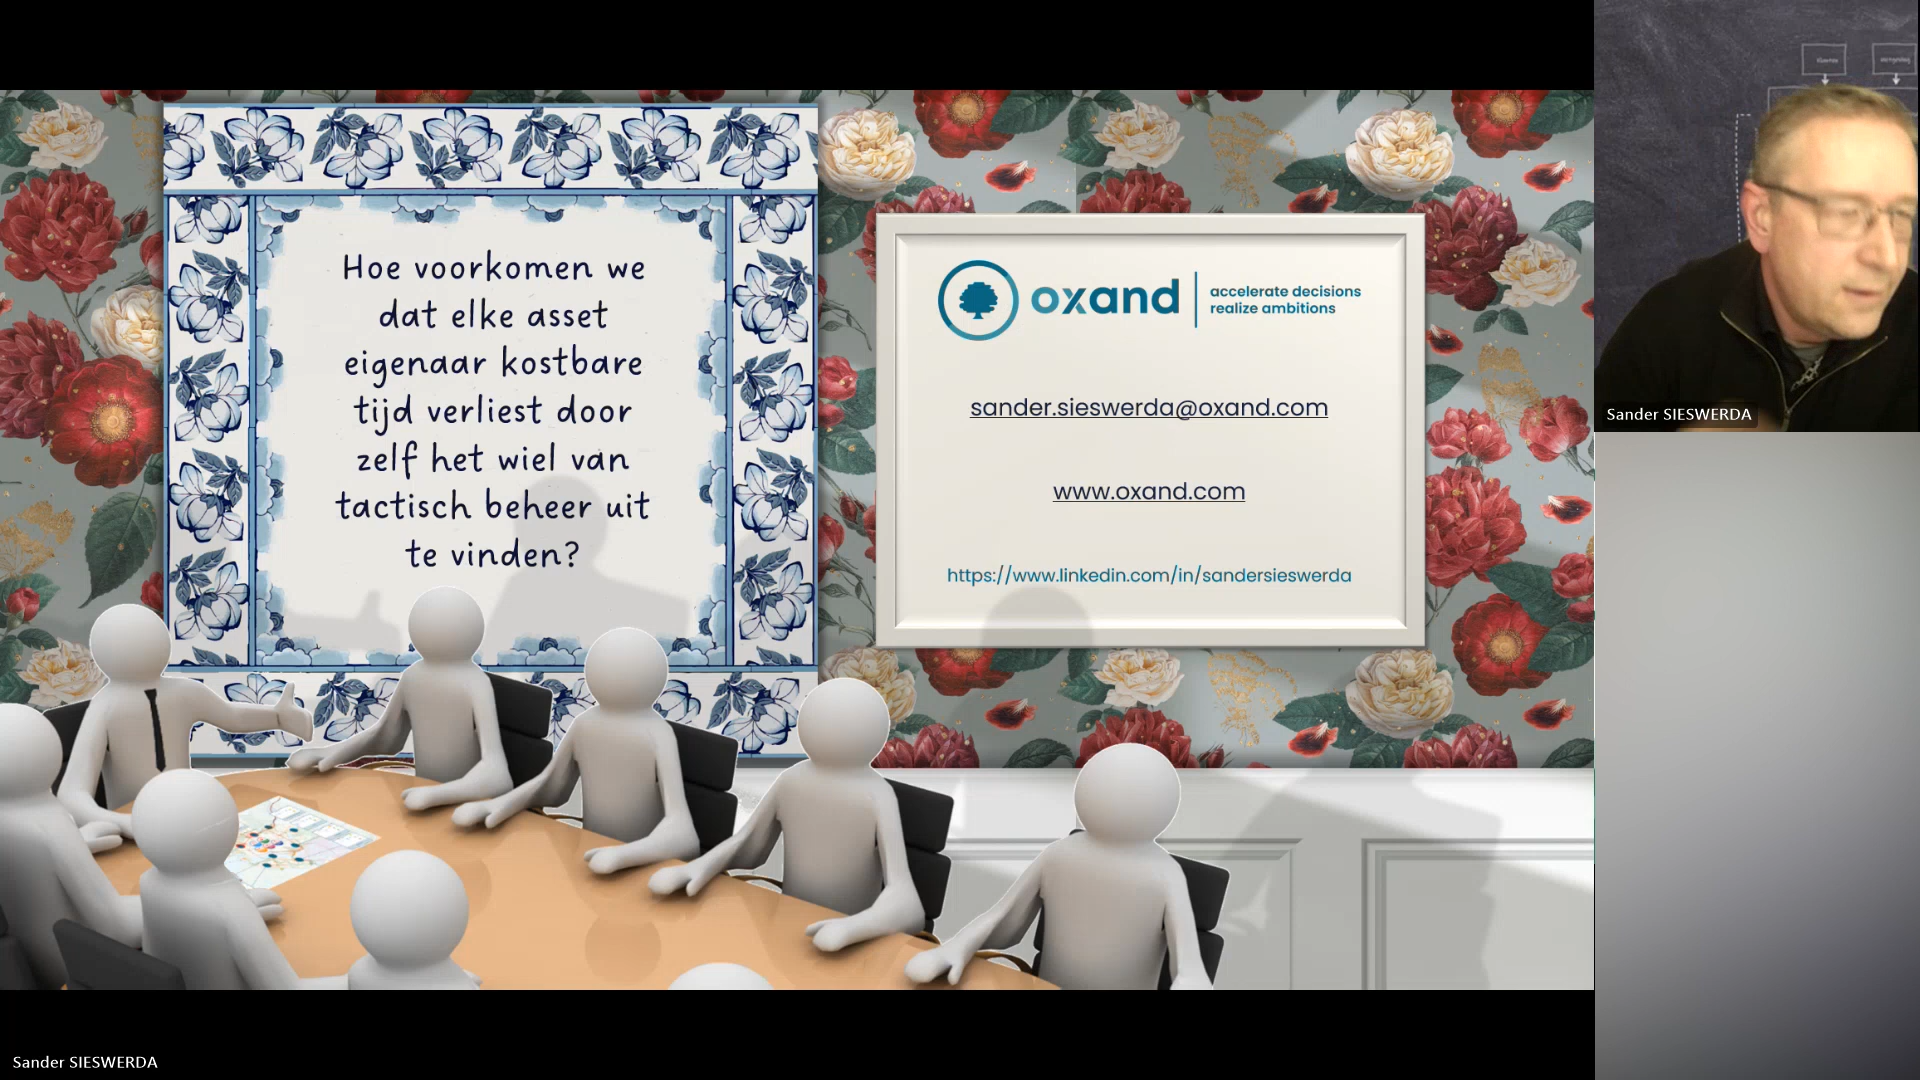 Hoe voorkomen we
dat elke asset
eigenaar kostbare
tijd verliest door
zelf het wiel van
tactisch beheer uit
te vinden?
oxand
accelerate decisions
realize ambitions
sander.sieswerda@oxand.com
www.oxand.com
https://www.linkedin.com/in/sandersieswerda
Sander SIESWERDA
Sander SIESWERDA